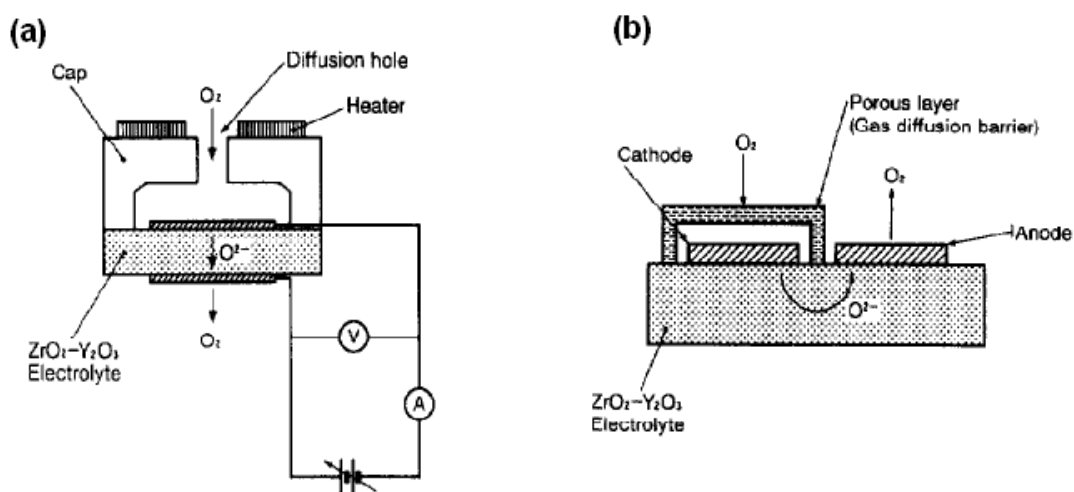 (a)
Cap
O₂
Diffusion hole
Heater
O²⁻
O₂
ZrO₂-Y₂O₃
Electrolyte
V
A
(b)
Porous layer
(Gas diffusion barrier)
O₂
Cathode
O₂
Anode
O²⁻
ZrO₂-Y₂O₃
Electrolyte